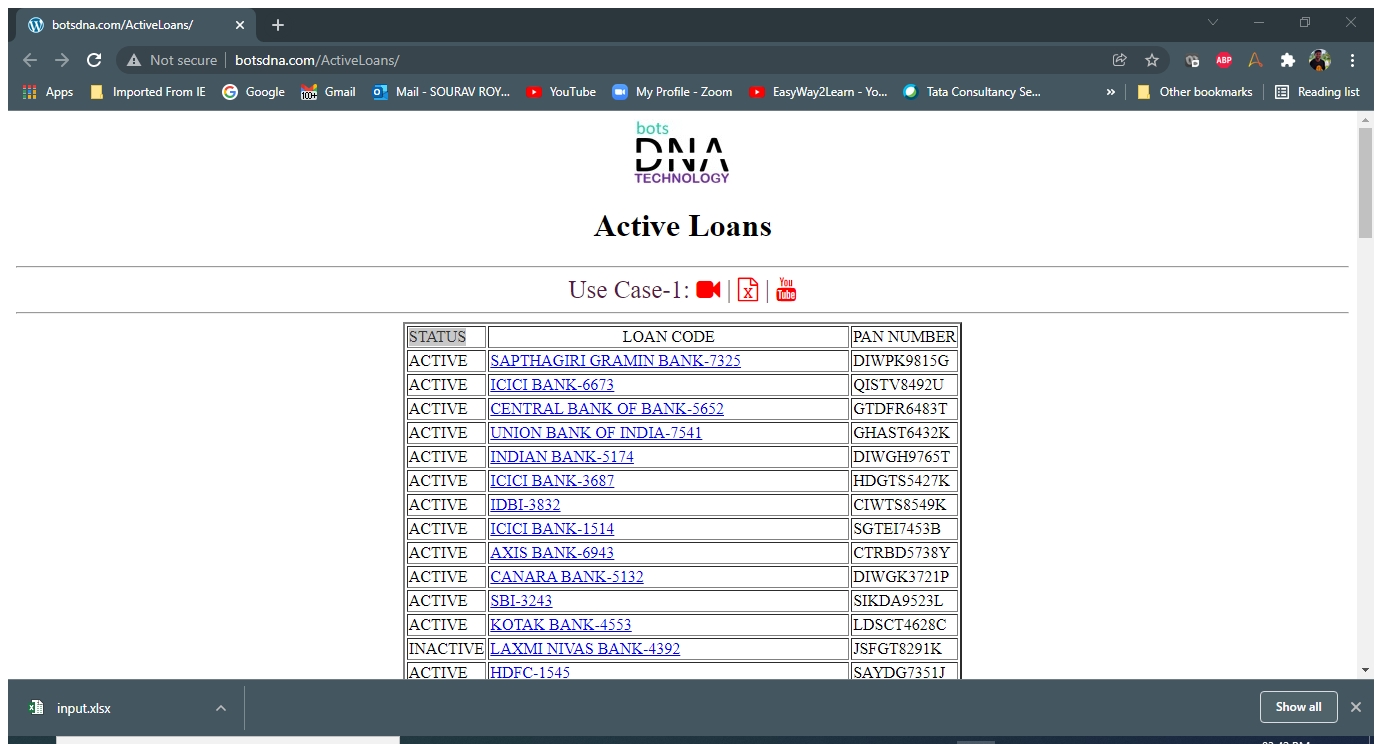 botsdna.com/ActiveLoans/
Not secure botsdna.com/ActiveLoans/ ABP
Apps Imported From IE Google 100+ Gmail Mail - SOURAV ROY... YouTube My Profile - Zoom EasyWay2Learn - Yo... Tata Consultancy Se... » Other bookmarks Reading list
bots
DNA
TECHNOLOGY
Active Loans
Use Case-1: | X | You Tube
STATUS LOAN CODE PAN NUMBER
ACTIVE SAPTHAGIRI GRAMIN BANK-7325 DIWPK9815G
ACTIVE ICICI BANK-6673 QISTV8492U
ACTIVE CENTRAL BANK OF BANK-5652 GTDFR6483T
ACTIVE UNION BANK OF INDIA-7541 GHAST6432K
ACTIVE INDIAN BANK-5174 DIWGH9765T
ACTIVE ICICI BANK-3687 HDGTS5427K
ACTIVE IDBI-3832 CIWTS8549K
ACTIVE ICICI BANK-1514 SGTEI7453B
ACTIVE AXIS BANK-6943 CTRBD5738Y
ACTIVE CANARA BANK-5132 DIWGK3721P
ACTIVE SBI-3243 SIKDA9523L
ACTIVE KOTAK BANK-4553 LDSCT4628C
INACTIVE LAXMI NIVAS BANK-4392 JSFGT8291K
ACTIVE HDFC-1545 SAYDG7351J
input.xlsx Show all